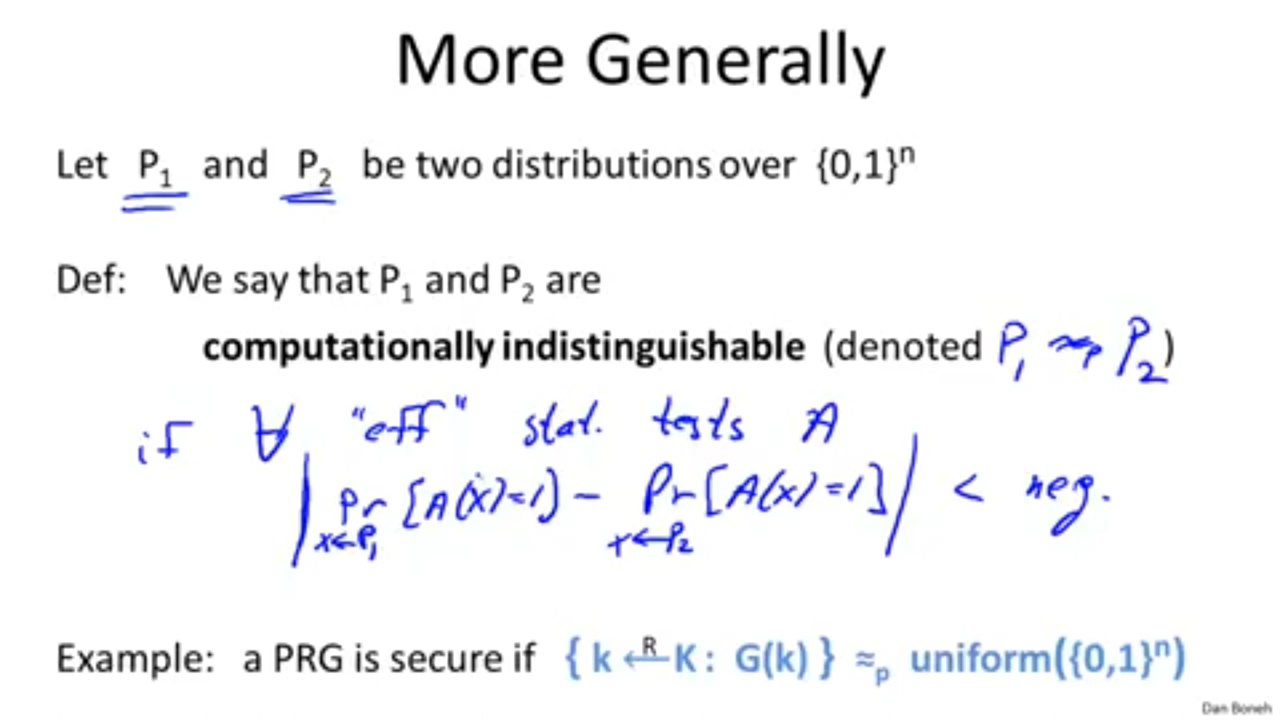 More Generally
Let P₁ and P₂ be two distributions over {0,1}ⁿ
Def: We say that P₁ and P₂ are
computationally indistinguishable (denoted P₁ ≈ₚ P₂)
if ∀ "eff" stat. tests A
| Pr [A(x)=1] - Pr[A(x)=1] | < neg.
x←P₁ x←P₂
Example: a PRG is secure if { k ←ᴿ K : G(k) } ≈ₚ uniform({0,1}ⁿ)
Dan Boneh